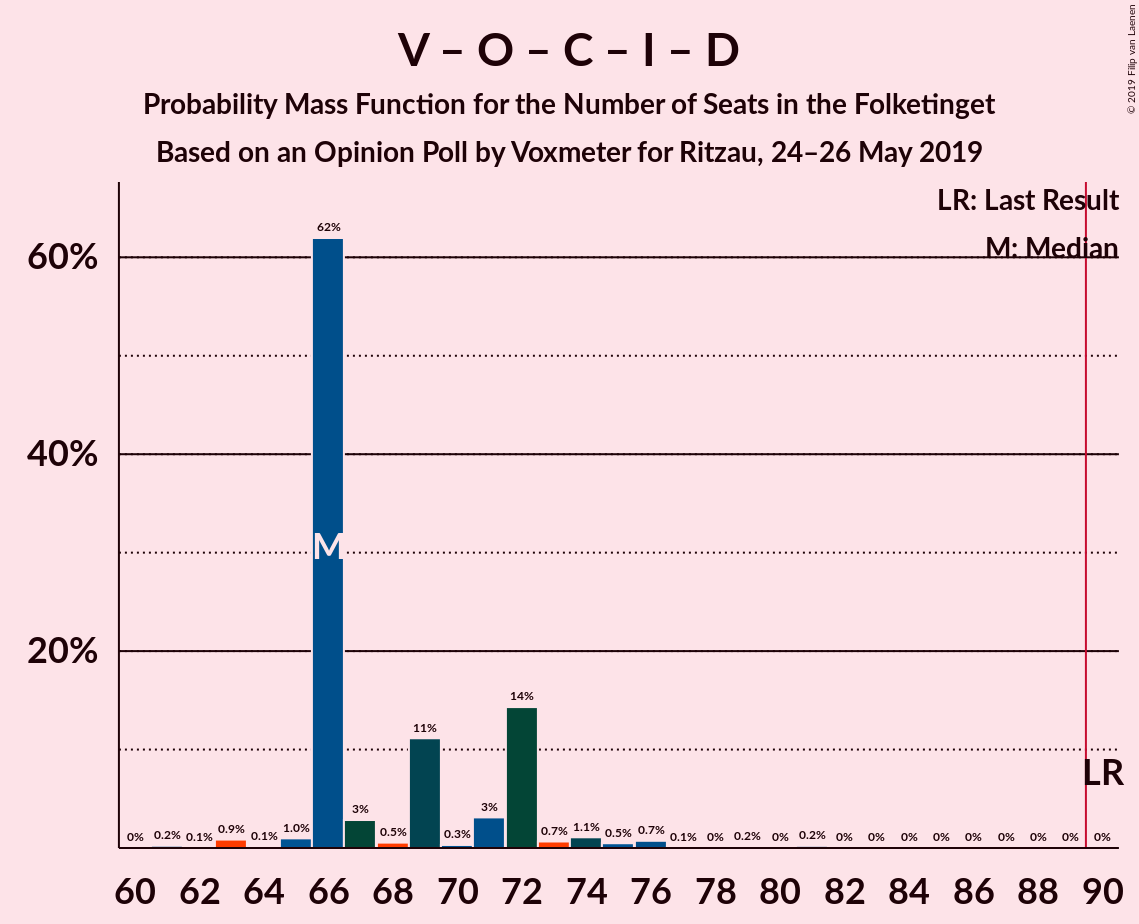 V – O – C – I – D
Probability Mass Function for the Number of Seats in the Folketinget
Based on an Opinion Poll by Voxmeter for Ritzau, 24–26 May 2019
© 2019 Filip van Laenen
LR: Last Result
M: Median
60%
40%
20%
0% 0.2% 0.1% 0.9% 0.1% 1.0% 62% 3% 0.5% 11% 0.3% 3% 14% 0.7% 1.1% 0.5% 0.7% 0.1% 0% 0.2% 0% 0.2% 0% 0% 0% 0% 0% 0% 0% 0% 0%
M
LR
60 62 64 66 68 70 72 74 76 78 80 82 84 86 88 90